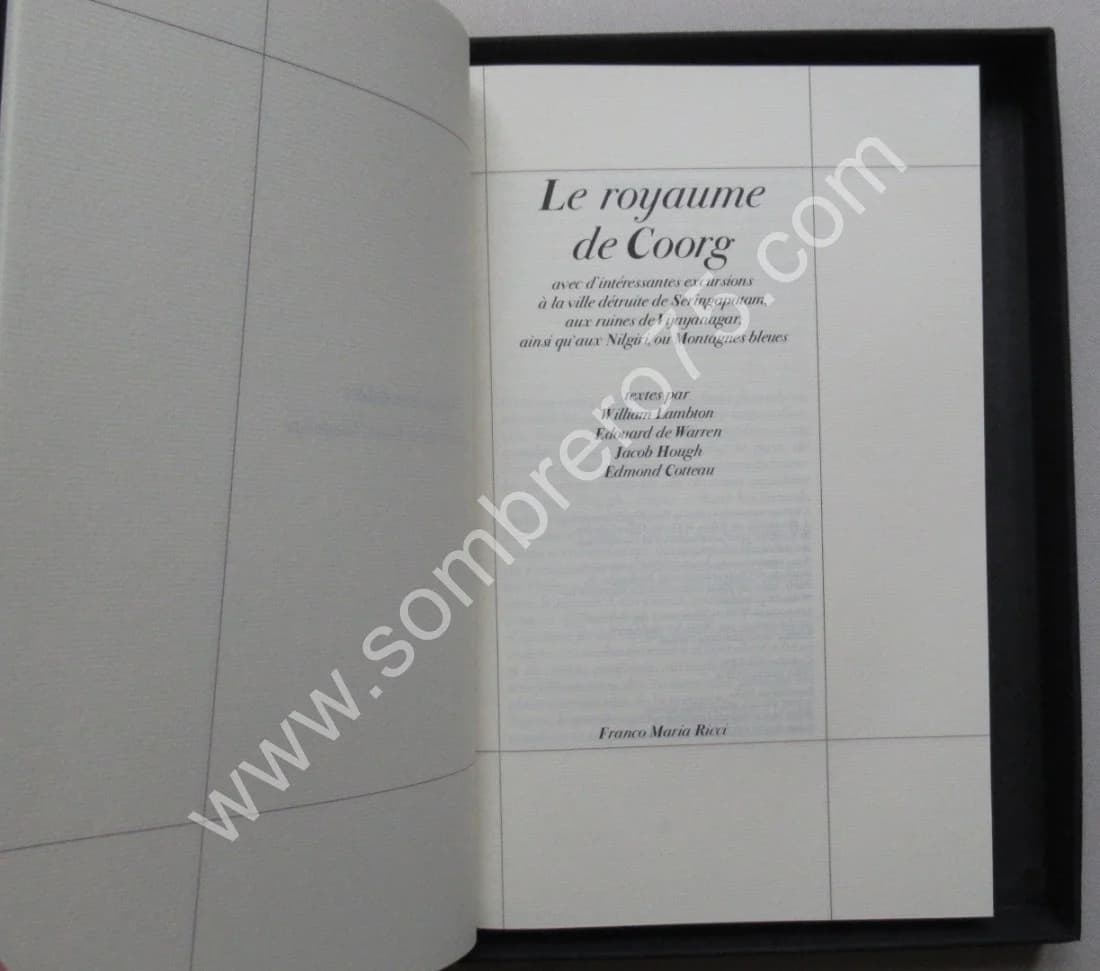 Le royaume
de Coorg
avec d'intéressantes excursions
à la ville détruite de Seringapatam,
aux ruines de Vijayanagar,
ainsi qu'aux Nilgiri, ou Montagnes bleues
textes par
William Lambton
Edouard de Warren
Jacob Hough
Edmond Cotteau
Franco Maria Ricci
www.sombrero75.com